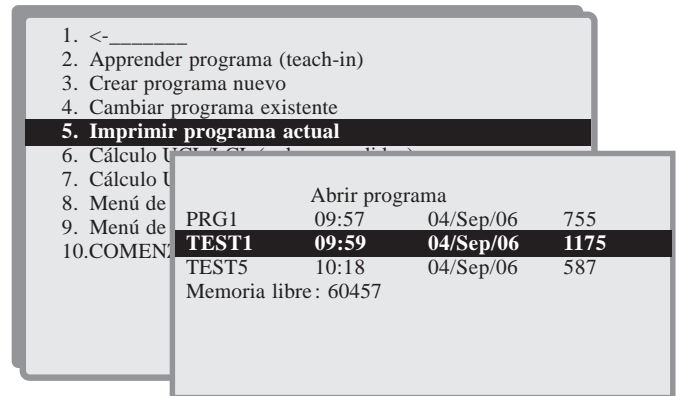 1. <-_______
2. Apprender programa (teach-in)
3. Crear programa nuevo
4. Cambiar programa existente
5. Imprimir programa actual
6. Cálculo
7. Cálculo
8. Menú de
9. Menú de
10.COMEN
Abrir programa
PRG1 09:57 04/Sep/06 755
TEST1 09:59 04/Sep/06 1175
TEST5 10:18 04/Sep/06 587
Memoria libre: 60457